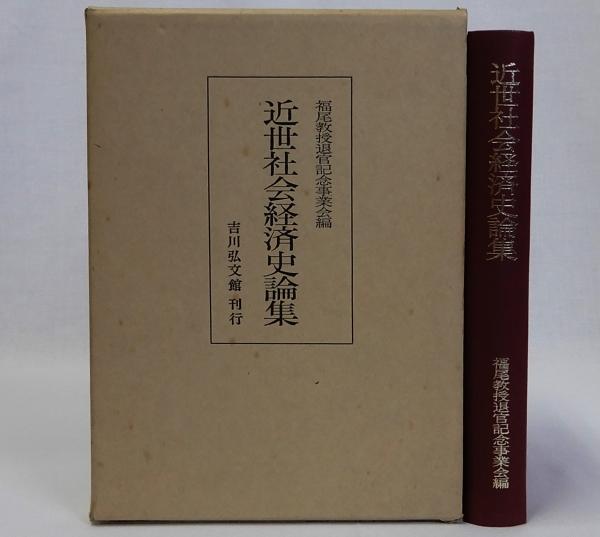 福尾教授退官記念事業会編
近世社会経済史論集
吉川弘文館 刊行
近世社会経済史論集
福尾教授退官記念事業会編